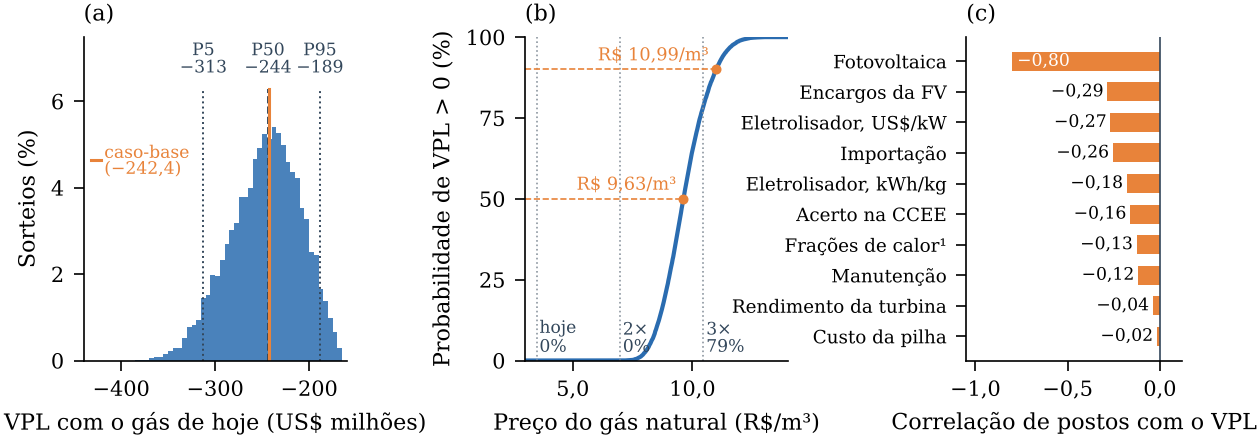 (a)
P5
−313
P50
−244
P95
−189
caso-base
(−242,4)
Sorteios (%)
6
4
2
0
−400
−300
−200
VPL com o gás de hoje (US$ milhões)
(b)
Probabilidade de VPL > 0 (%)
100
75
50
25
0
R$ 10,99/m³
R$ 9,63/m³
hoje
0%
2×
0%
3×
79%
5,0
10,0
Preço do gás natural (R$/m³)
(c)
Fotovoltaica
−0,80
Encargos da FV
−0,29
Eletrolisador, US$/kW
−0,27
Importação
−0,26
Eletrolisador, kWh/kg
−0,18
Acerto na CCEE
−0,16
Frações de calor¹
−0,13
Manutenção
−0,12
Rendimento da turbina
−0,04
Custo da pilha
−0,02
−1,0
−0,5
0,0
Correlação de postos com o VPL